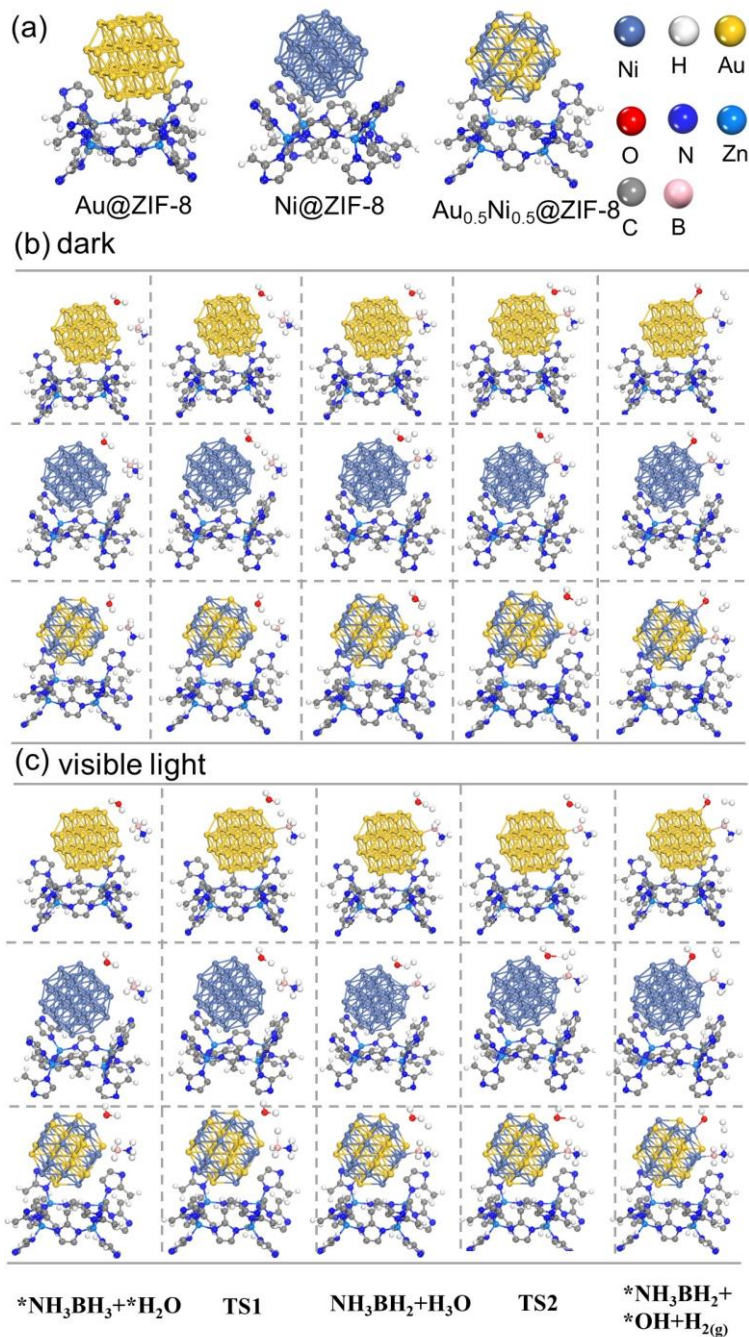 (a)
Ni H Au
O N Zn
C B
Au@ZIF-8 Ni@ZIF-8 Au₀.₅Ni₀.₅@ZIF-8
(b) dark
(c) visible light
*NH₃BH₃+*H₂O TS1 NH₃BH₂+H₃O TS2 *NH₃BH₂+
*OH+H₂(g)